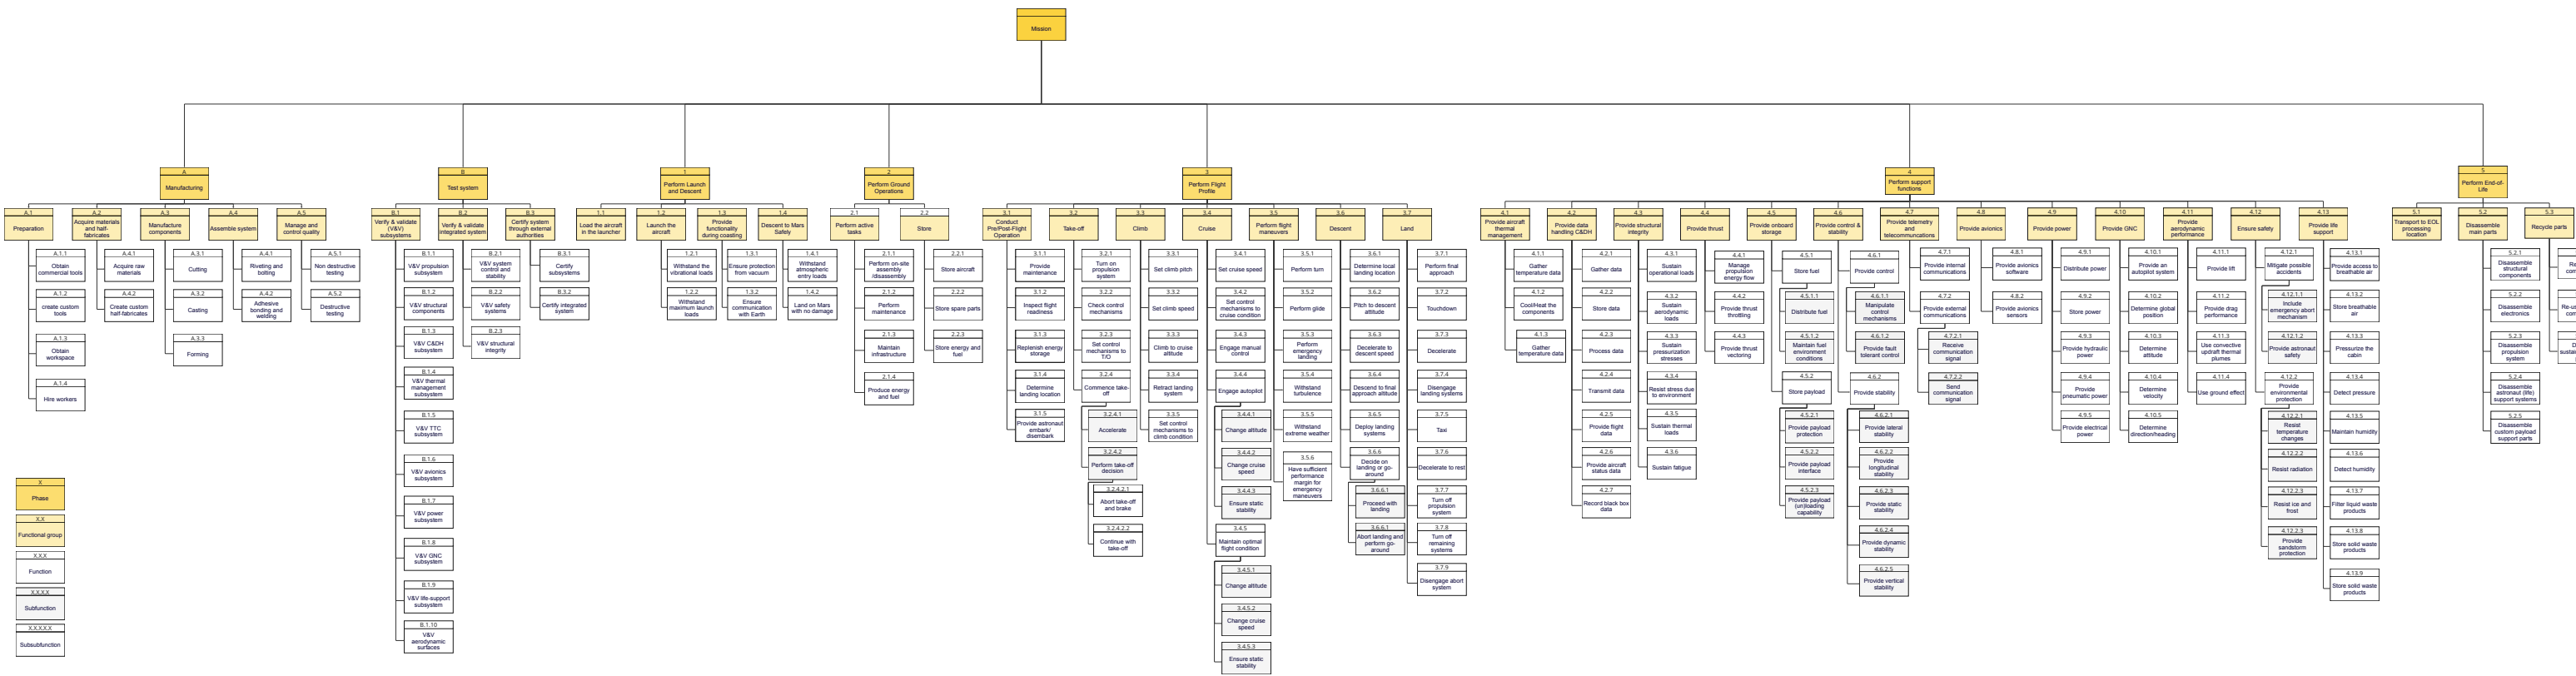 Mission
A
Manufacturing
B
Test system
1
Perform Launch
and Descent
2
Perform Ground
Operations
3
Perform Flight
Profile
4
Perform support
functions
5
Perform End-of-
Life
A.1
Preparation
A.2
Acquire materials
and half-
fabricates
A.3
Manufacture
components
A.4
Assemble system
A.5
Manage and
control quality
B.1
Verify & validate
(V&V)
subsystems
B.2
Verify & validate
integrated system
B.3
Certify system
through external
authorities
1.1
Load the aircraft
in the launcher
1.2
Launch the
aircraft
1.3
Provide
functionality
during coasting
1.4
Descent to Mars
Safety
2.1
Perform active
tasks
2.2
Store
3.1
Conduct
Pre/Post-Flight
Operation
3.2
Take-off
3.3
Climb
3.4
Cruise
3.5
Perform flight
maneuvers
3.6
Descent
3.7
Land
4.1
Provide aircraft
thermal
management
4.2
Provide data
handling C&DH
4.3
Provide structural
integrity
4.4
Provide thrust
4.5
Provide onboard
storage
4.6
Provide control &
stability
4.7
Provide telemetry
and
telecommunications
4.8
Provide avionics
4.9
Provide power
4.10
Provide GNC
4.11
Provide
aerodynamic
performance
4.12
Ensure safety
4.13
Provide life
support
5.1
Transport to EOL
processing
location
5.2
Disassemble
main parts
5.3
Recycle parts
A.1.1
Obtain
commercial tools
A.1.2
create custom
tools
A.1.3
Obtain
workspace
A.1.4
Hire workers
A.4.1
Acquire raw
materials
A.4.2
Create custom
half-fabricates
A.3.1
Cutting
A.3.2
Casting
A.3.3
Forming
A.4.1
Riveting and
bolting
A.4.2
Adhesive
bonding and
welding
A.5.1
Non destructive
testing
A.5.2
Destructive
testing
B.1.1
V&V propulsion
subsystem
B.1.2
V&V structural
components
B.1.3
V&V C&DH
subsystem
B.1.4
V&V thermal
management
subsystem
B.1.5
V&V TTC
subsystem
B.1.6
V&V avionics
subsystem
B.1.7
V&V power
subsystem
B.1.8
V&V GNC
subsystem
B.1.9
V&V life-support
subsystem
B.1.10
V&V
aerodynamic
surfaces
B.2.1
V&V system
control and
stability
B.2.2
V&V safety
systems
B.2.3
V&V structural
integrity
B.3.1
Certify
subsystems
B.3.2
Certify integrated
system
1.2.1
Withstand the
vibrational loads
1.2.2
Withstand
maximum launch
loads
1.3.1
Ensure protection
from vacuum
1.3.2
Ensure
communication
with Earth
1.4.1
Withstand
atmospheric
entry loads
1.4.2
Land on Mars
with no damage
2.1.1
Perform on-site
assembly
/disassembly
2.1.2
Perform
maintenance
2.1.3
Maintain
infrastructure
2.1.4
Produce energy
and fuel
2.2.1
Store aircraft
2.2.2
Store spare parts
2.2.3
Store energy and
fuel
3.1.1
Provide
maintenance
3.1.2
Inspect flight
readiness
3.1.3
Replenish energy
storage
3.1.4
Determine
landing location
3.1.5
Provide astronaut
embark/
disembark
3.2.1
Turn on
propulsion
system
3.2.2
Check control
mechanisms
3.2.3
Set control
mechanisms to
T/O
3.2.4
Commence take-
off
3.2.4.1
Accelerate
3.2.4.2
Perform take-off
decision
3.2.4.2.1
Abort take-off
and brake
3.2.4.2.2
Continue with
take-off
3.3.1
Set climb pitch
3.3.2
Set climb speed
3.3.3
Climb to cruise
altitude
3.3.4
Retract landing
system
3.3.5
Set control
mechanisms to
climb condition
3.4.1
Set cruise speed
3.4.2
Set control
mechanisms to
cruise condition
3.4.3
Engage manual
control
3.4.4
Engage autopilot
3.4.4.1
Change altitude
3.4.4.2
Change cruise
speed
3.4.4.3
Ensure static
stability
3.4.5
Maintain optimal
flight condition
3.4.5.1
Change altitude
3.4.5.2
Change cruise
speed
3.4.5.3
Ensure static
stability
3.5.1
Perform turn
3.5.2
Perform glide
3.5.3
Perform
emergency
landing
3.5.4
Withstand
turbulence
3.5.5
Withstand
extreme weather
3.5.6
Have sufficient
performance
margin for
emergency
maneuvers
3.6.1
Determine local
landing location
3.6.2
Pitch to descent
attitude
3.6.3
Decelerate to
descent speed
3.6.4
Descend to final
approach altitude
3.6.5
Deploy landing
systems
3.6.6
Decide on
landing or go-
around
3.6.6.1
Proceed with
landing
3.6.6.1
Abort landing and
perform go-
around
3.7.1
Perform final
approach
3.7.2
Touchdown
3.7.3
Decelerate
3.7.4
Disengage
landing systems
3.7.5
Taxi
3.7.6
Decelerate to rest
3.7.7
Turn off
propulsion
system
3.7.8
Turn off
remaining
systems
3.7.9
Disengage abort
system
4.1.1
Gather
temperature data
4.1.2
Cool/Heat the
components
4.1.3
Gather
temperature data
4.2.1
Gather data
4.2.2
Store data
4.2.3
Process data
4.2.4
Transmit data
4.2.5
Provide flight
data
4.2.6
Provide aircraft
status data
4.2.7
Record black box
data
4.3.1
Sustain
operational loads
4.3.2
Sustain
aerodynamic
loads
4.3.3
Sustain
pressurization
stresses
4.3.4
Resist stress due
to environment
4.3.5
Sustain thermal
loads
4.3.6
Sustain fatigue
4.4.1
Manage
propulsion
energy flow
4.4.2
Provide thrust
throttling
4.4.3
Provide thrust
vectoring
4.5.1
Store fuel
4.5.1.1
Distribute fuel
4.5.1.2
Maintain fuel
environment
conditions
4.5.2
Store payload
4.5.2.1
Provide payload
protection
4.5.2.2
Provide payload
interface
4.5.2.3
Provide payload
(un)loading
capability
4.6.1
Provide control
4.6.1.1
Manipulate
control
mechanisms
4.6.1.2
Provide fault
tolerant control
4.6.2
Provide stability
4.6.2.1
Provide lateral
stability
4.6.2.2
Provide
longitudinal
stability
4.6.2.3
Provide static
stability
4.6.2.4
Provide dynamic
stability
4.6.2.5
Provide vertical
stability
4.7.1
Provide internal
communications
4.7.2
Provide external
communications
4.7.2.1
Receive
communication
signal
4.7.2.2
Send
communication
signal
4.8.1
Provide avionics
software
4.8.2
Provide avionics
sensors
4.9.1
Distribute power
4.9.2
Store power
4.9.3
Provide hydraulic
power
4.9.4
Provide
pneumatic power
4.9.5
Provide electrical
power
4.10.1
Provide an
autopilot system
4.10.2
Determine global
position
4.10.3
Determine
attitude
4.10.4
Determine
velocity
4.10.5
Determine
direction/heading
4.11.1
Provide lift
4.11.2
Provide drag
performance
4.11.3
Use convective
updraft thermal
plumes
4.11.4
Use ground effect
4.12.1
Mitigate possible
accidents
4.12.1.1
Include
emergency abort
mechanism
4.12.1.2
Provide astronaut
safety
4.12.2
Provide
environmental
protection
4.12.2.1
Resist
temperature
changes
4.12.2.2
Resist radiation
4.12.2.3
Resist ice and
frost
4.12.2.3
Provide
sandstorm
protection
4.13.1
Provide access to
breathable air
4.13.2
Store breathable
air
4.13.3
Pressurize the
cabin
4.13.4
Detect pressure
4.13.5
Maintain humidity
4.13.6
Detect humidity
4.13.7
Filter liquid waste
products
4.13.8
Store solid waste
products
4.13.9
Store solid waste
products
5.2.1
Disassemble
structural
components
5.2.2
Disassemble
electronics
5.2.3
Disassemble
propulsion
system
5.2.4
Disassemble
astronaut (life)
support systems
5.2.5
Disassemble
custom payload
support parts
X
Phase
X.X
Functional group
X.X.X
Function
X.X.X.X
Subfunction
X.X.X.X.X
Subsubfunction